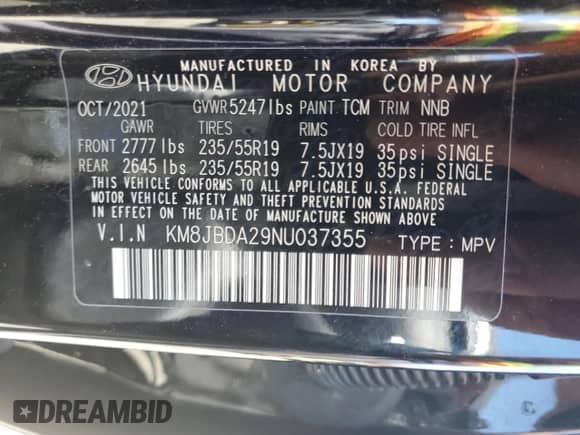 MANUFACTURED IN KOREA BY
HYUNDAI MOTOR COMPANY
OCT/2021 GVWR5247lbs PAINT TCM TRIM NNB
GAWR TIRES RIMS COLD TIRE INFL
FRONT 2777lbs 235/55R19 7.5JX19 35psi SINGLE
REAR 2645lbs 235/55R19 7.5JX19 35psi SINGLE
THIS VEHICLE CONFORMS TO ALL APPLICABLE U.S.A. FEDERAL
MOTOR VEHICLE SAFETY AND THEFT PREVENTION STANDARDS
IN EFFECT ON THE DATE OF MANUFACTURE SHOWN ABOVE.
V.I.N KM8JBDA29NU037355 TYPE : MPV
DREAMBID